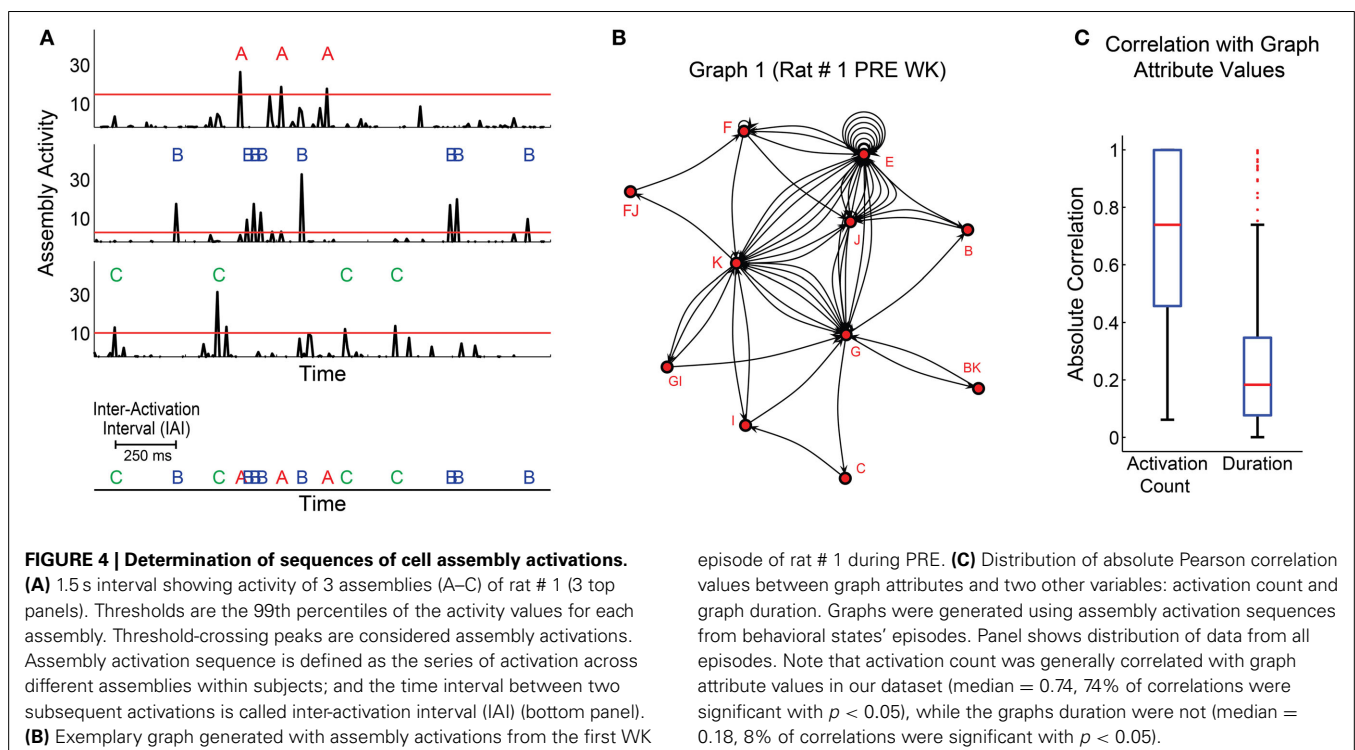 A
A A A
30
10
B B B B B B B B
30
10
C C C C
30
10
Assembly Activity
Time
Inter-Activation
Interval (IAI)
250 ms
C B C A B B B A B A C C B B B
Time
B
Graph 1 (Rat # 1 PRE WK)
F
E
FJ
J
B
K
G
GI
BK
I
C
C
Correlation with Graph
Attribute Values
Absolute Correlation
1
0.8
0.6
0.4
0.2
0
Activation
Count
Duration
FIGURE 4 | Determination of sequences of cell assembly activations.
(A) 1.5 s interval showing activity of 3 assemblies (A–C) of rat # 1 (3 top
panels). Thresholds are the 99th percentiles of the activity values for each
assembly. Threshold-crossing peaks are considered assembly activations.
Assembly activation sequence is defined as the series of activation across
different assemblies within subjects; and the time interval between two
subsequent activations is called inter-activation interval (IAI) (bottom panel).
(B) Exemplary graph generated with assembly activations from the first WK
episode of rat # 1 during PRE. (C) Distribution of absolute Pearson correlation
values between graph attributes and two other variables: activation count and
graph duration. Graphs were generated using assembly activation sequences
from behavioral states' episodes. Panel shows distribution of data from all
episodes. Note that activation count was generally correlated with graph
attribute values in our dataset (median = 0.74, 74% of correlations were
significant with p < 0.05), while the graphs duration were not (median =
0.18, 8% of correlations were significant with p < 0.05).